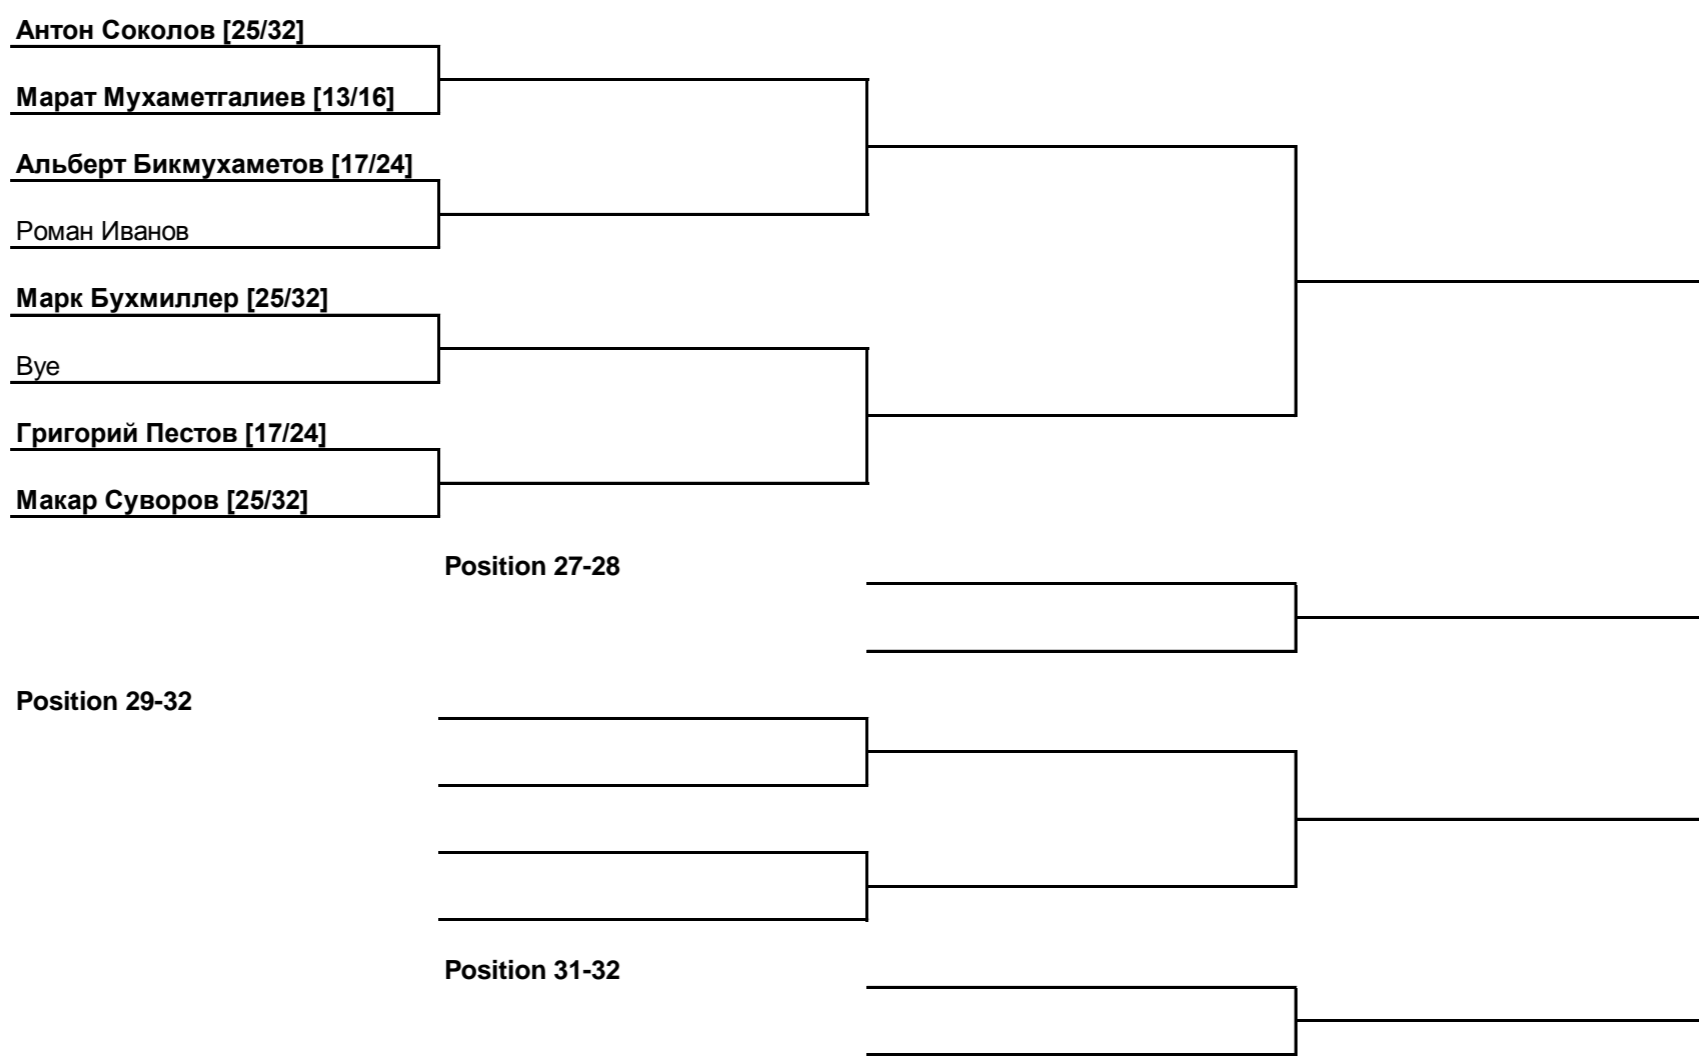 Антон Соколов [25/32]
Марат Мухаметгалиев [13/16]
Альберт Бикмухаметов [17/24]
Роман Иванов
Марк Бухмиллер [25/32]
Bye
Григорий Пестов [17/24]
Макар Суворов [25/32]
Position 27-28
Position 29-32
Position 31-32